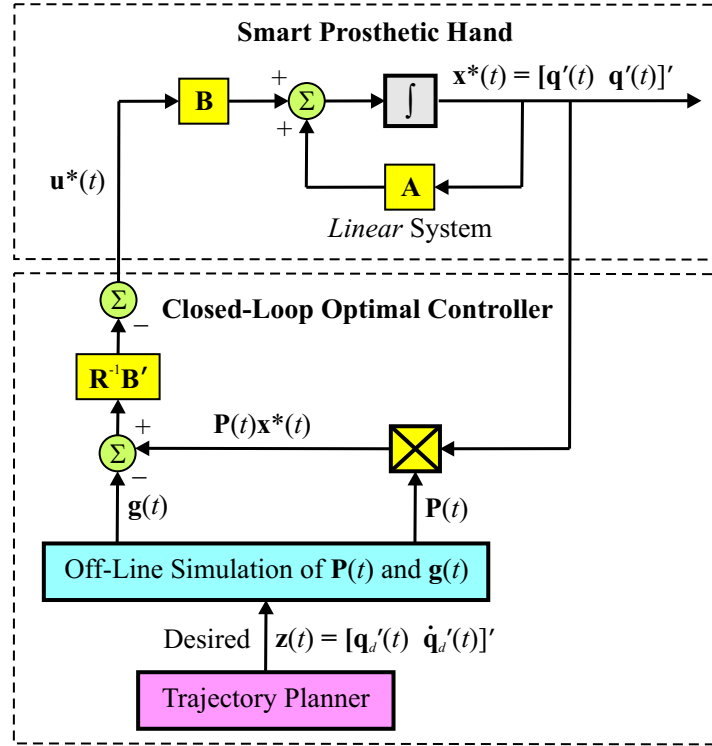 Smart Prosthetic Hand
x*(t) = [q′(t) q′(t)]′
B
+
Σ
∫
+
u*(t)
A
Linear System
Σ
−
Closed-Loop Optimal Controller
R⁻¹B′
P(t)x*(t)
+
Σ
−
g(t)
P(t)
Off-Line Simulation of P(t) and g(t)
Desired z(t) = [q_d′(t) q̇_d′(t)]′
Trajectory Planner